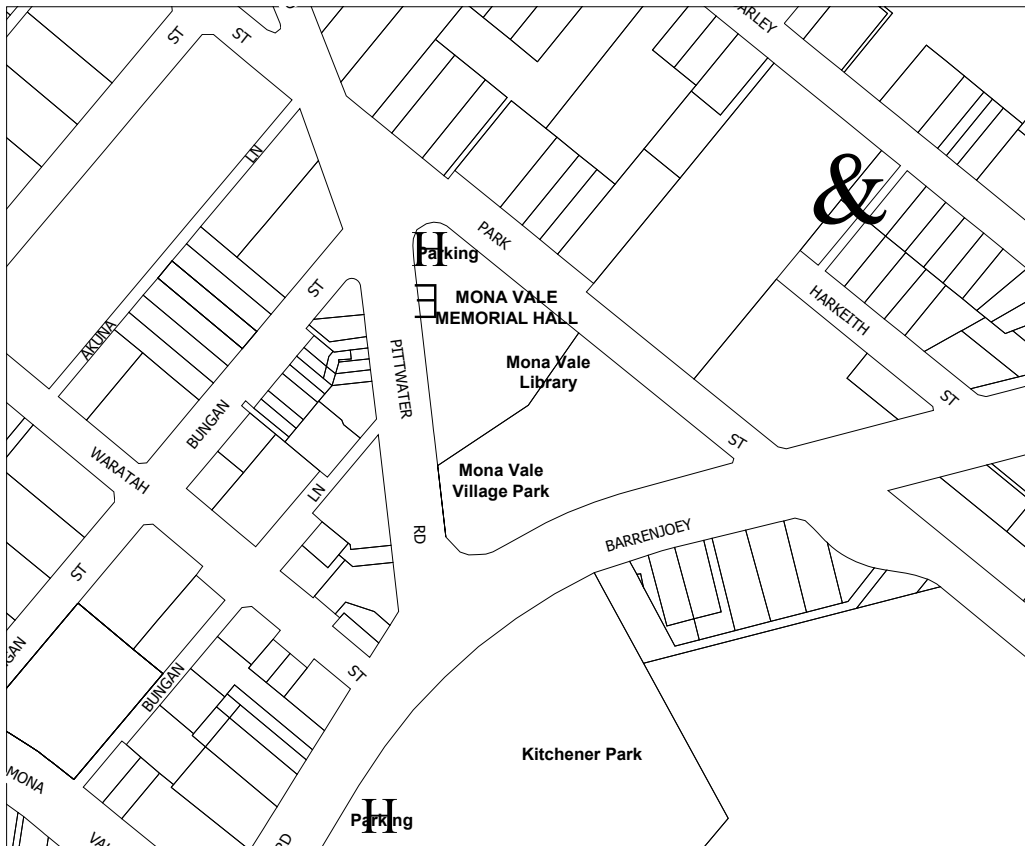 ST
ST
ARLEY
LN
&
PARK
H
Parking
ST
MONA VALE
MEMORIAL HALL
HARKEITH
AKUNA
PITTWATER
Mona Vale
Library
ST
BUNGAN
ST
WARATAH
Mona Vale
Village Park
LN
RD
BARRENJOEY
ST
GAN
BUNGAN
ST
Kitchener Park
MONA
H
Parking
VAL
RD